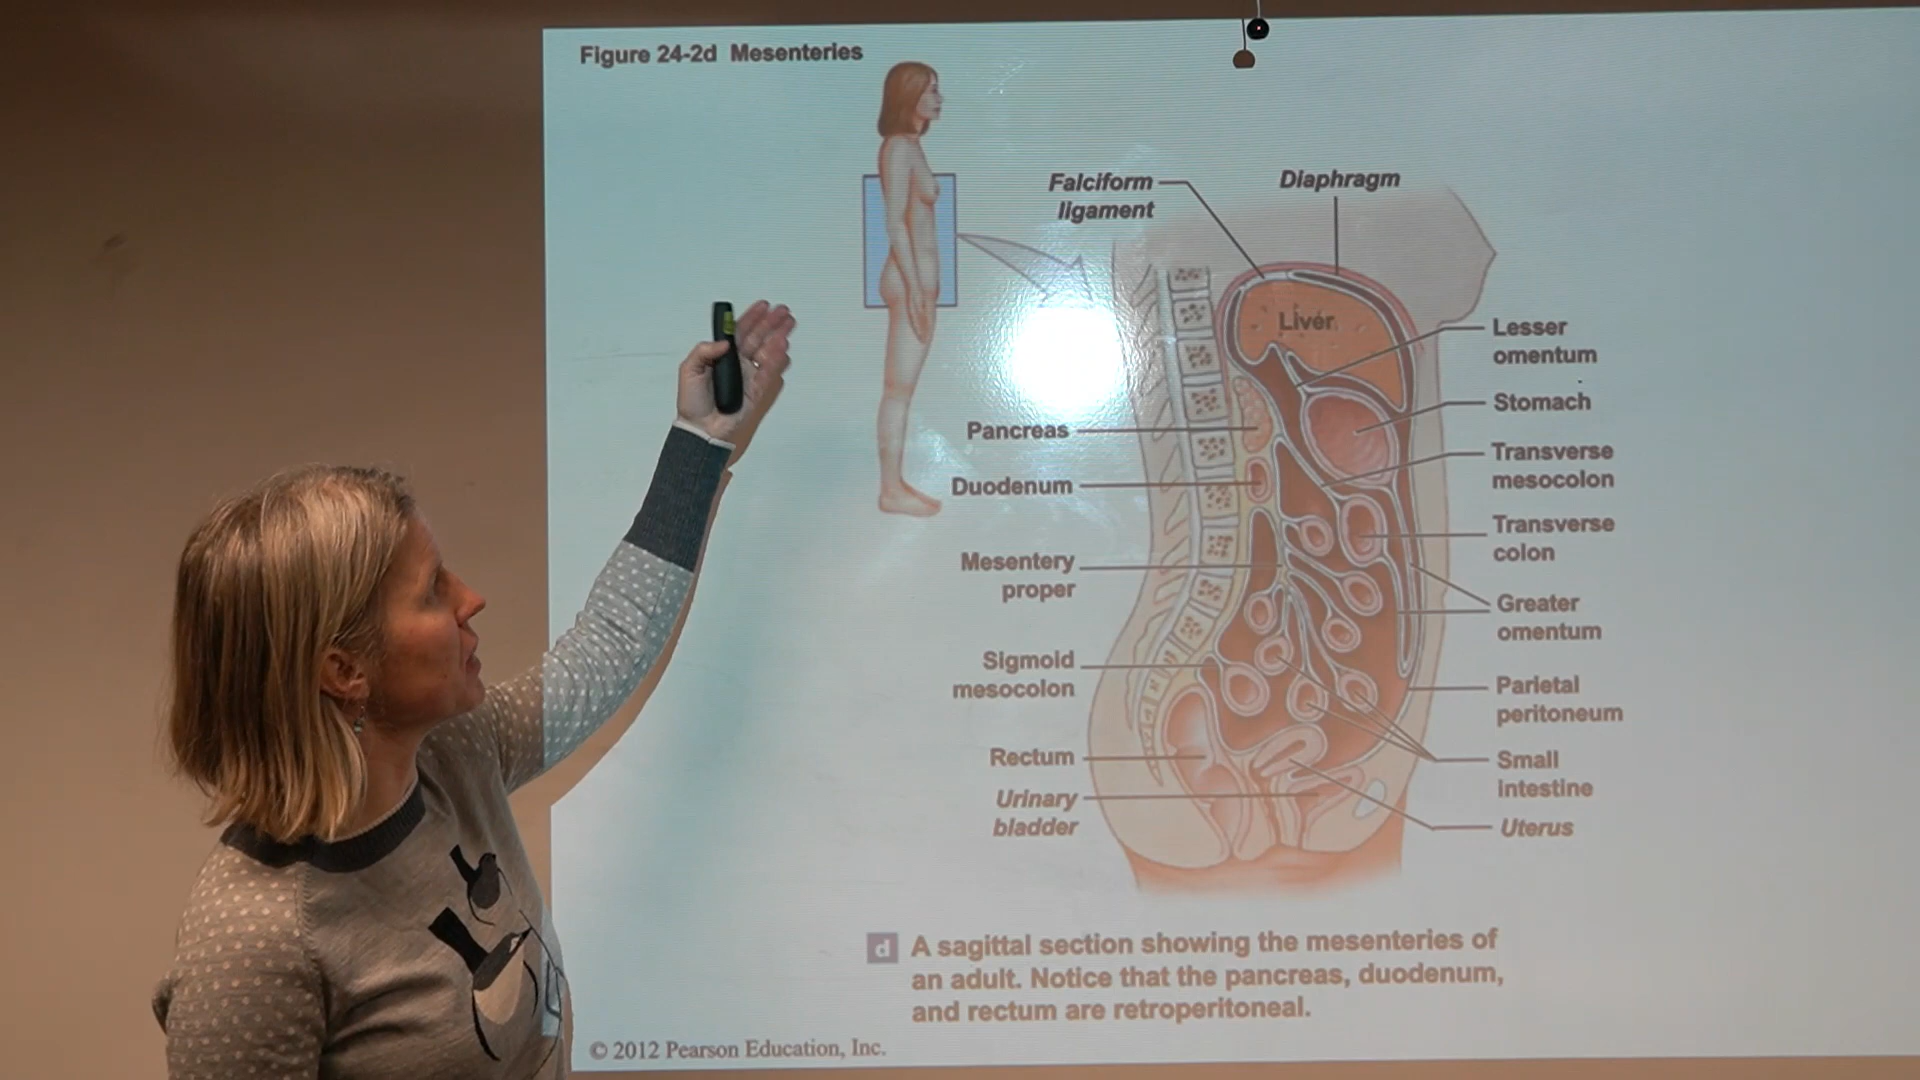 Figure 24-2d Mesenteries
Falciform
ligament
Diaphragm
Liver
Lesser
omentum
Stomach
Pancreas
Transverse
mesocolon
Duodenum
Transverse
colon
Mesentery
proper
Greater
omentum
Sigmoid
mesocolon
Parietal
peritoneum
Rectum
Small
intestine
Urinary
bladder
Uterus
d A sagittal section showing the mesenteries of
an adult. Notice that the pancreas, duodenum,
and rectum are retroperitoneal.
© 2012 Pearson Education, Inc.